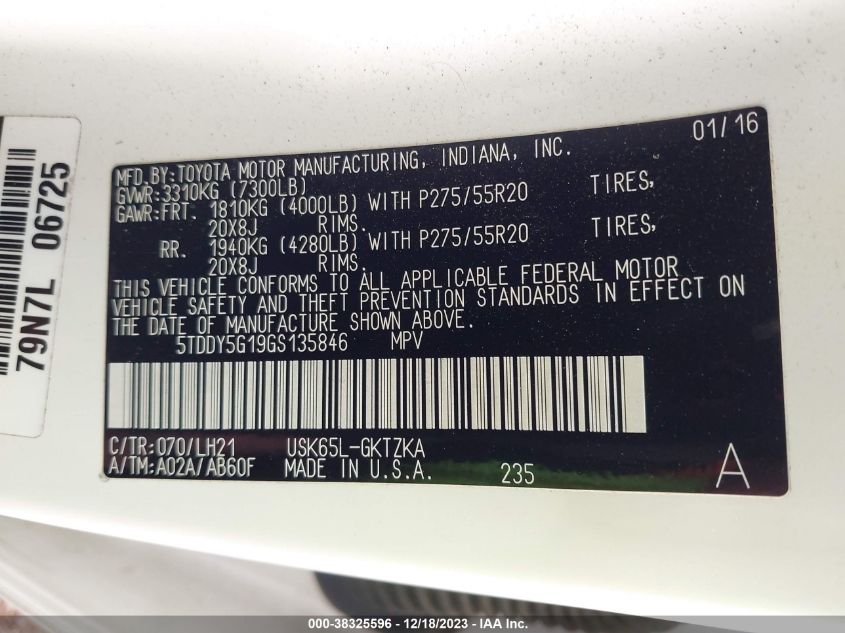 01/16
MFD.BY:TOYOTA MOTOR MANUFACTURING, INDIANA, INC.
GVWR:3310KG (7300LB)
GAWR:FRT. 1810KG (4000LB) WITH P275/55R20 TIRES,
20X8J RIMS.
RR. 1940KG (4280LB) WITH P275/55R20 TIRES,
20X8J RIMS.
THIS VEHICLE CONFORMS TO ALL APPLICABLE FEDERAL MOTOR
VEHICLE SAFETY AND THEFT PREVENTION STANDARDS IN EFFECT ON
THE DATE OF MANUFACTURE SHOWN ABOVE.
5TDDY5G19GS135846 MPV
C/TR:070/LH21 USK65L-GKTZKA
A/TM:A02A/AB60F MADE IN U.S.A. 235 A
79N7L 06725
000-38325596 - 12/18/2023 - IAA Inc.